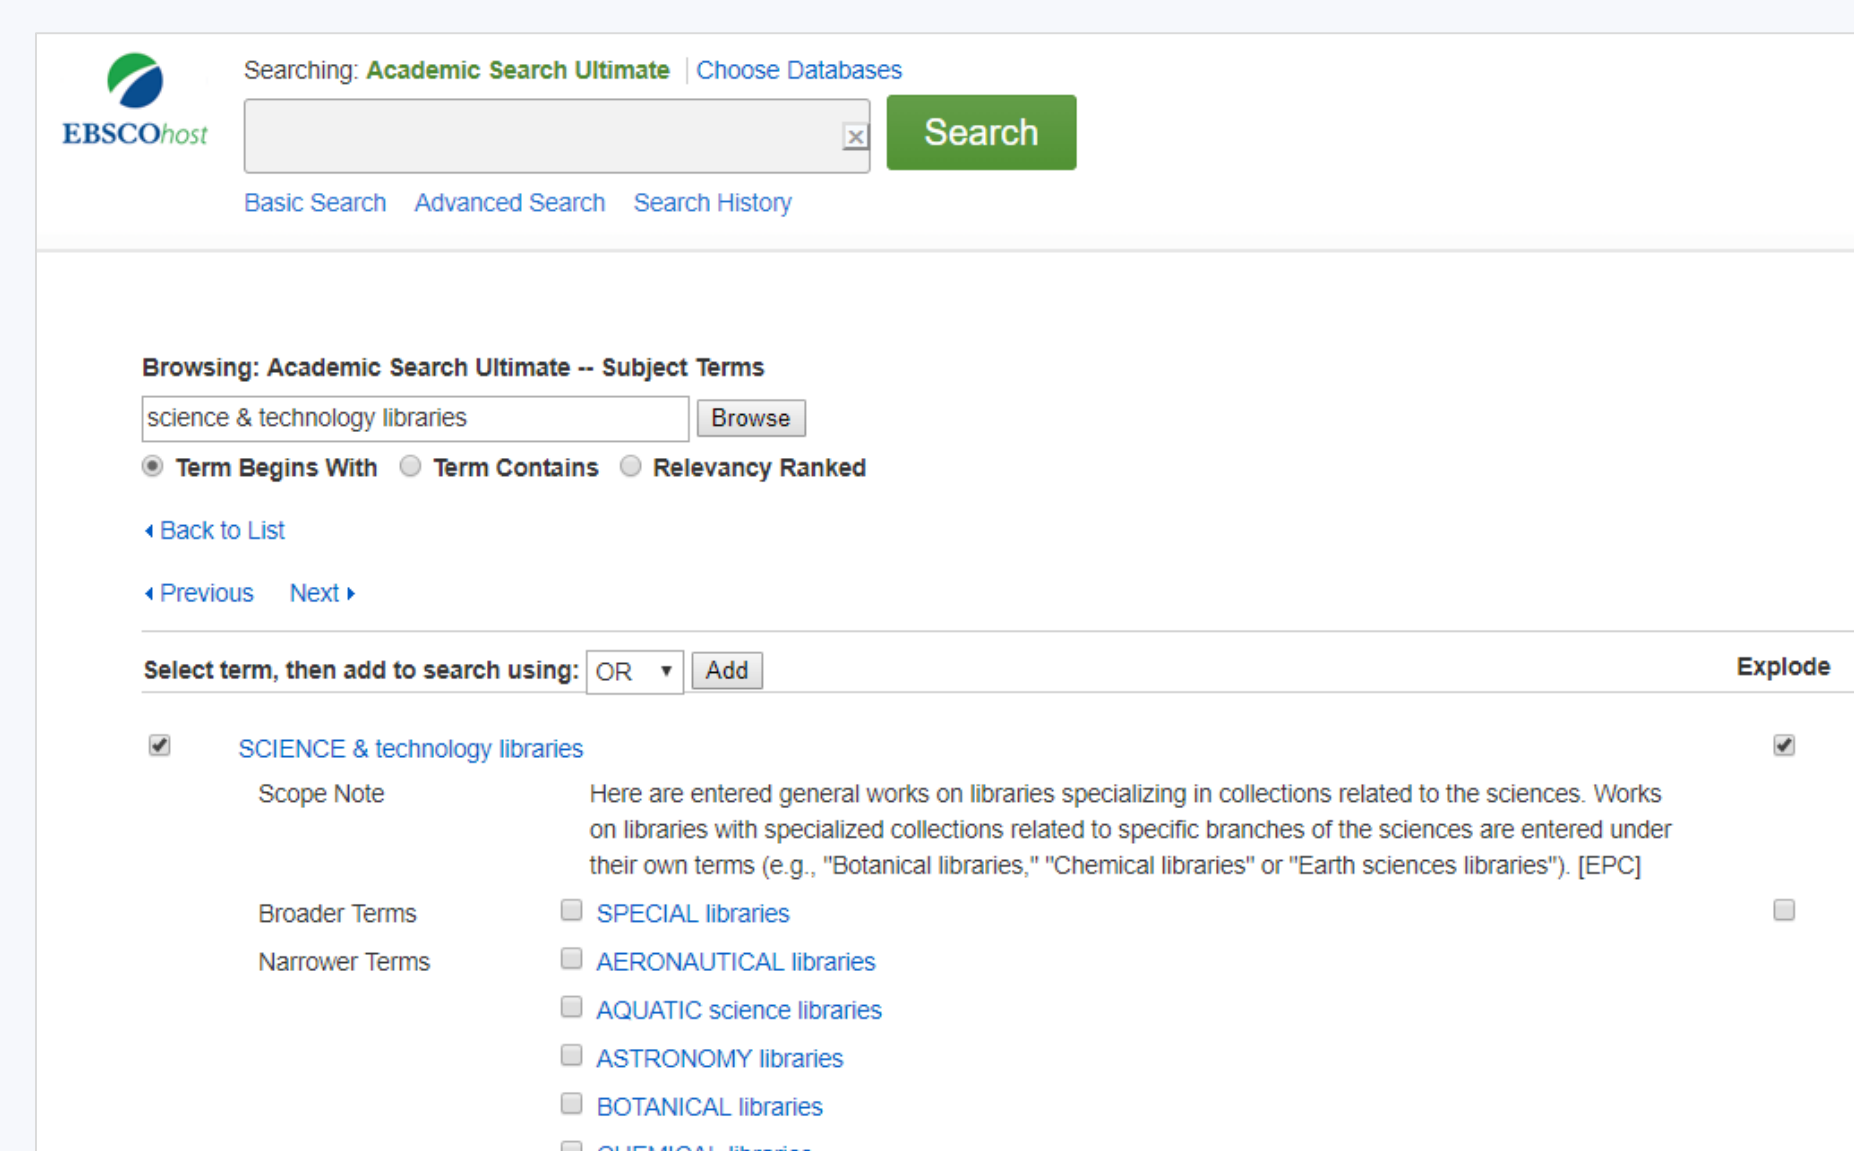 Searching: Academic Search Ultimate | Choose Databases
EBSCOhost
Search
Basic Search Advanced Search Search History
Browsing: Academic Search Ultimate -- Subject Terms
science & technology libraries Browse
Term Begins With Term Contains Relevancy Ranked
Back to List
Previous Next
Select term, then add to search using: OR Add Explode
SCIENCE & technology libraries
Scope Note Here are entered general works on libraries specializing in collections related to the sciences. Works
on libraries with specialized collections related to specific branches of the sciences are entered under
their own terms (e.g., "Botanical libraries," "Chemical libraries" or "Earth sciences libraries"). [EPC]
Broader Terms SPECIAL libraries
Narrower Terms AERONAUTICAL libraries
AQUATIC science libraries
ASTRONOMY libraries
BOTANICAL libraries
CHEMICAL libraries